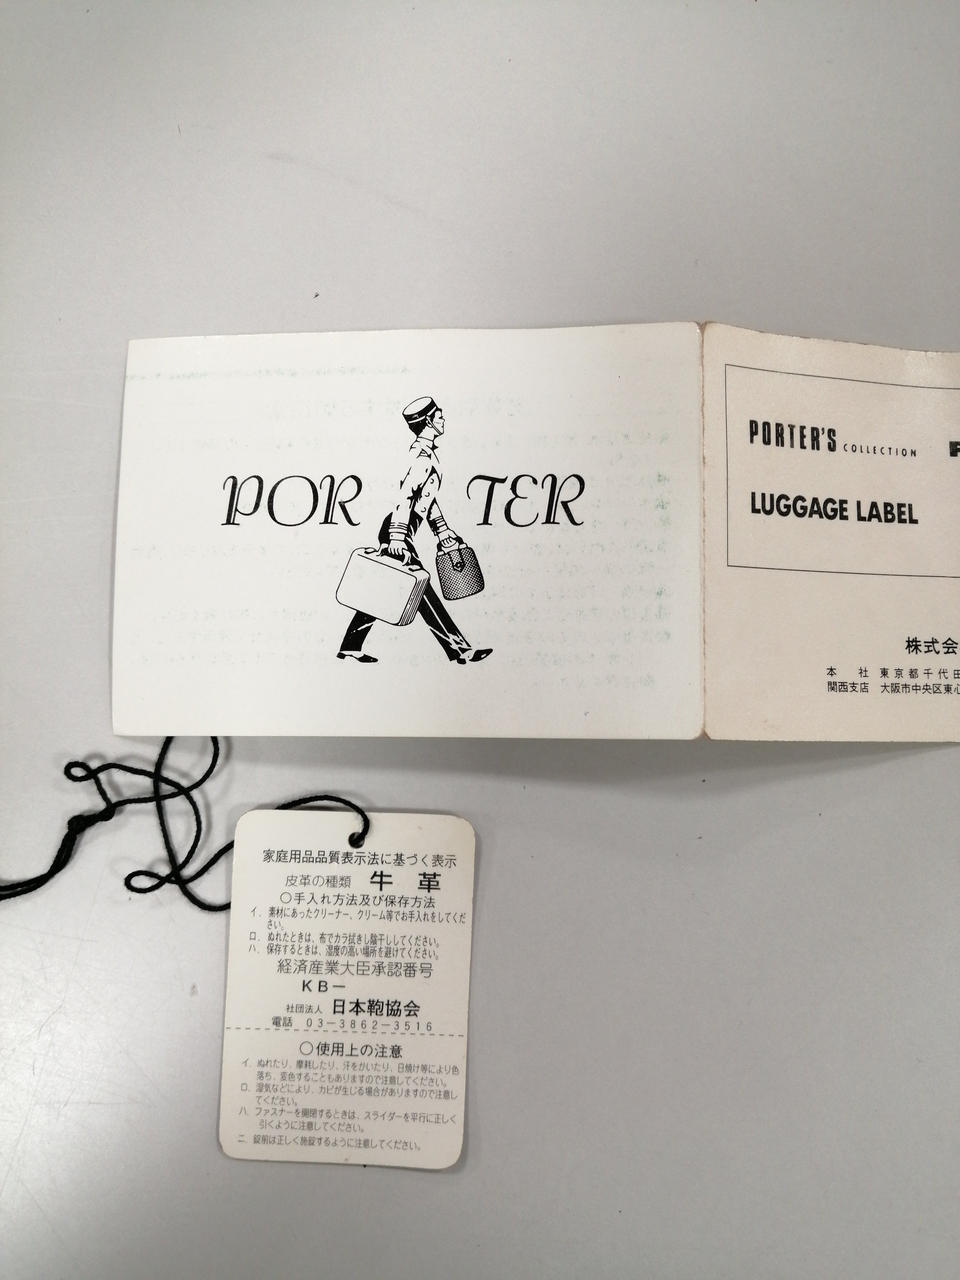 PORTER
PORTER'S COLLECTION
LUGGAGE LABEL
株式会
本 社 東京都千代田
関西支店 大阪市中央区東心
家庭用品品質表示法に基づく表示
皮革の種類 牛 革
○手入れ方法及び保存方法
イ. 素材にあったクリーナー、クリーム等でお手入れをしてくだ
さい。
ロ. ぬれたときは、布でカラ拭きし陰干ししてください。
ハ. 保存するときは、湿度の高い場所を避けてください。
経済産業大臣承認番号
KB−
社団法人 日本鞄協会
電話 03−3862−3516
○使用上の注意
イ. ぬれたり、摩耗したり、汗をかいたり、日焼け等により色
落ち、変色することもありますので注意してください。
ロ. 湿気などにより、カビが生じる場合がありますので注意し
てください。
ハ. ファスナーを開閉するときは、スライダーを平行に正しく
引くように注意してください。
ニ. 錠前は正しく施錠するように注意してください。